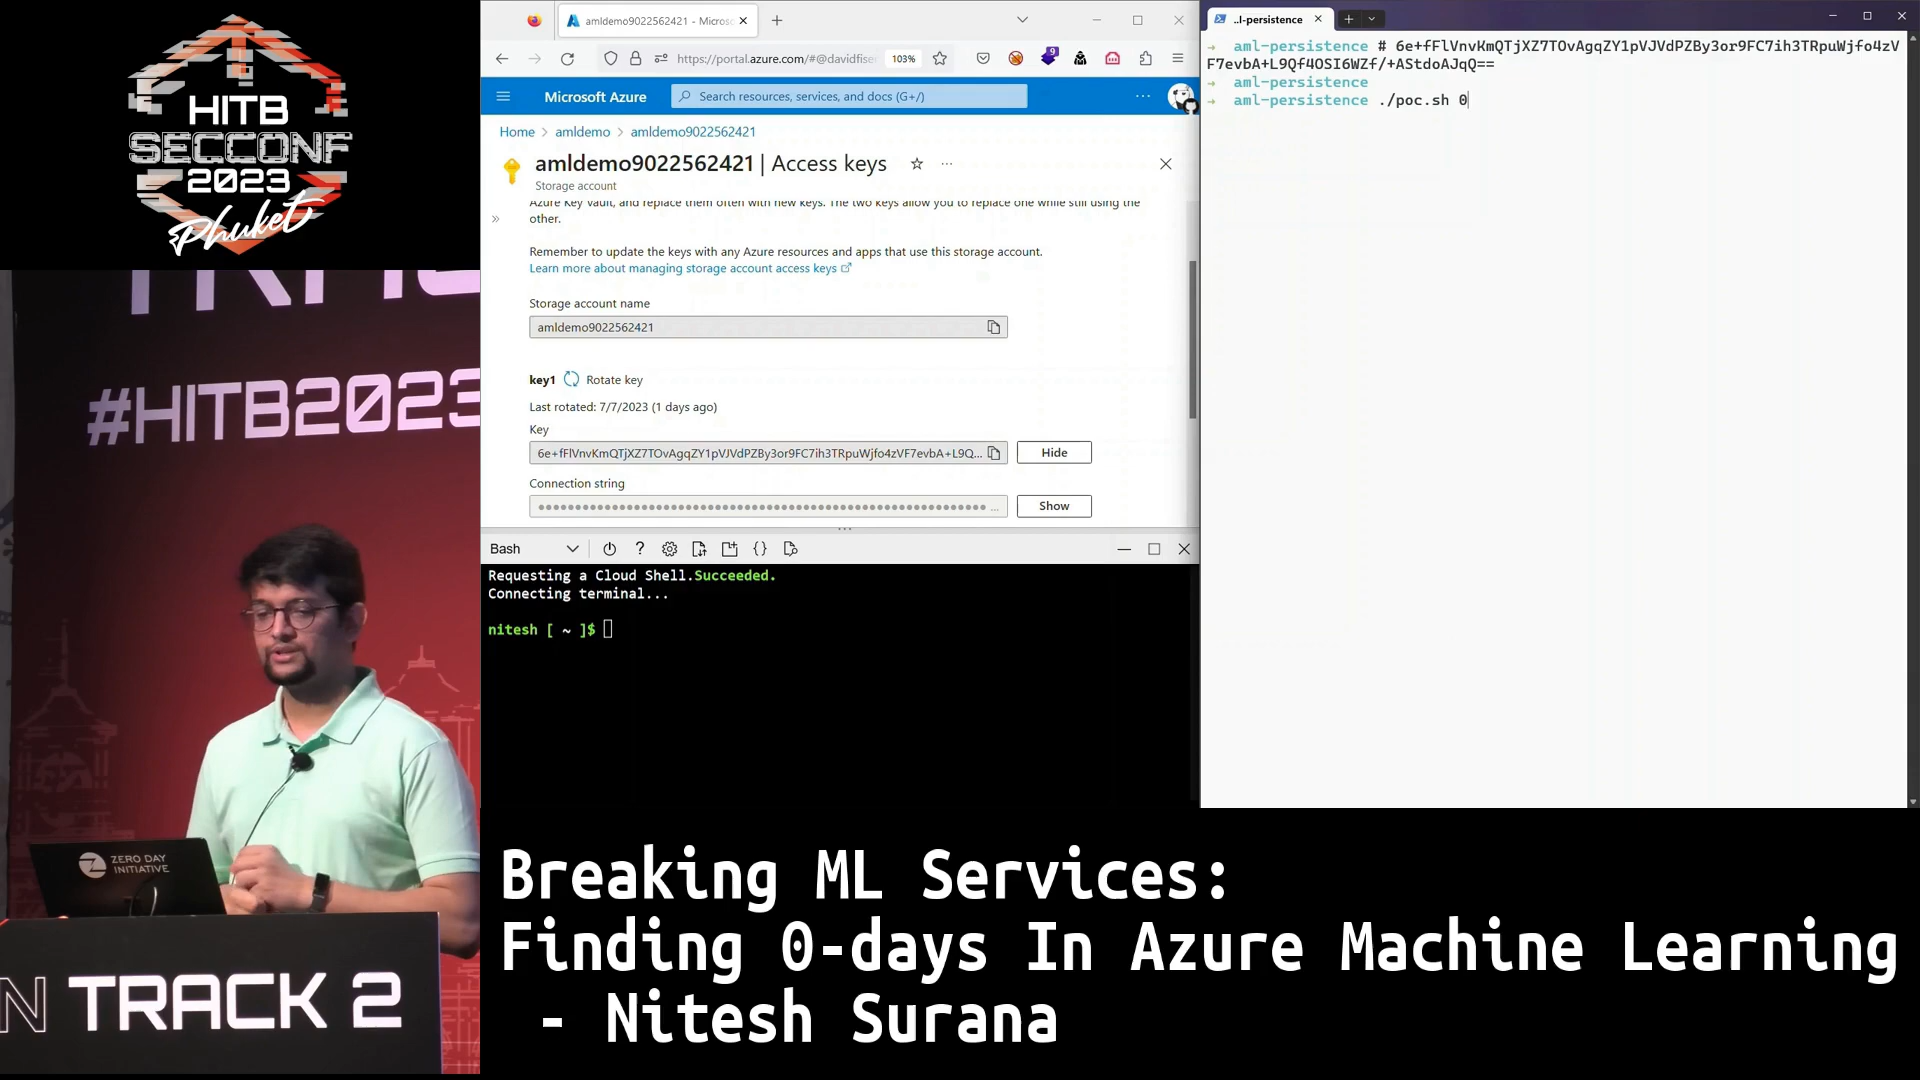 HITB
SECCONF
2023
Phuket
#HITB2023
ZERO DAY
INITIATIVE
N TRACK 2
amldemo9022562421 - Micros
https://portal.azure.com/#@davidfise
103%
9
Microsoft Azure
Search resources, services, and docs (G+/)
Home > amldemo > amldemo9022562421
amldemo9022562421 | Access keys
Storage account
Azure Key Vault, and replace them often with new keys. The two keys allow you to replace one while still using the
other.
Remember to update the keys with any Azure resources and apps that use this storage account.
Learn more about managing storage account access keys
Storage account name
amldemo9022562421
key1 Rotate key
Last rotated: 7/7/2023 (1 days ago)
Key
6e+fFlVnvKmQTjXZ7TOvAgqZY1pVJVdPZBy3or9FC7ih3TRpuWjfo4zVF7evbA+L9Q...
Hide
Connection string
Show
Bash
Requesting a Cloud Shell.Succeeded.
Connecting terminal...
nitesh [ ~ ]$
..l-persistence
→ aml-persistence # 6e+fFlVnvKmQTjXZ7TOvAgqZY1pVJVdPZBy3or9FC7ih3TRpuWjfo4zV
F7evbA+L9Qf4OSI6WZf/+AStdoAJqQ==
→ aml-persistence
→ aml-persistence ./poc.sh 0
Breaking ML Services:
Finding 0-days In Azure Machine Learning
- Nitesh Surana